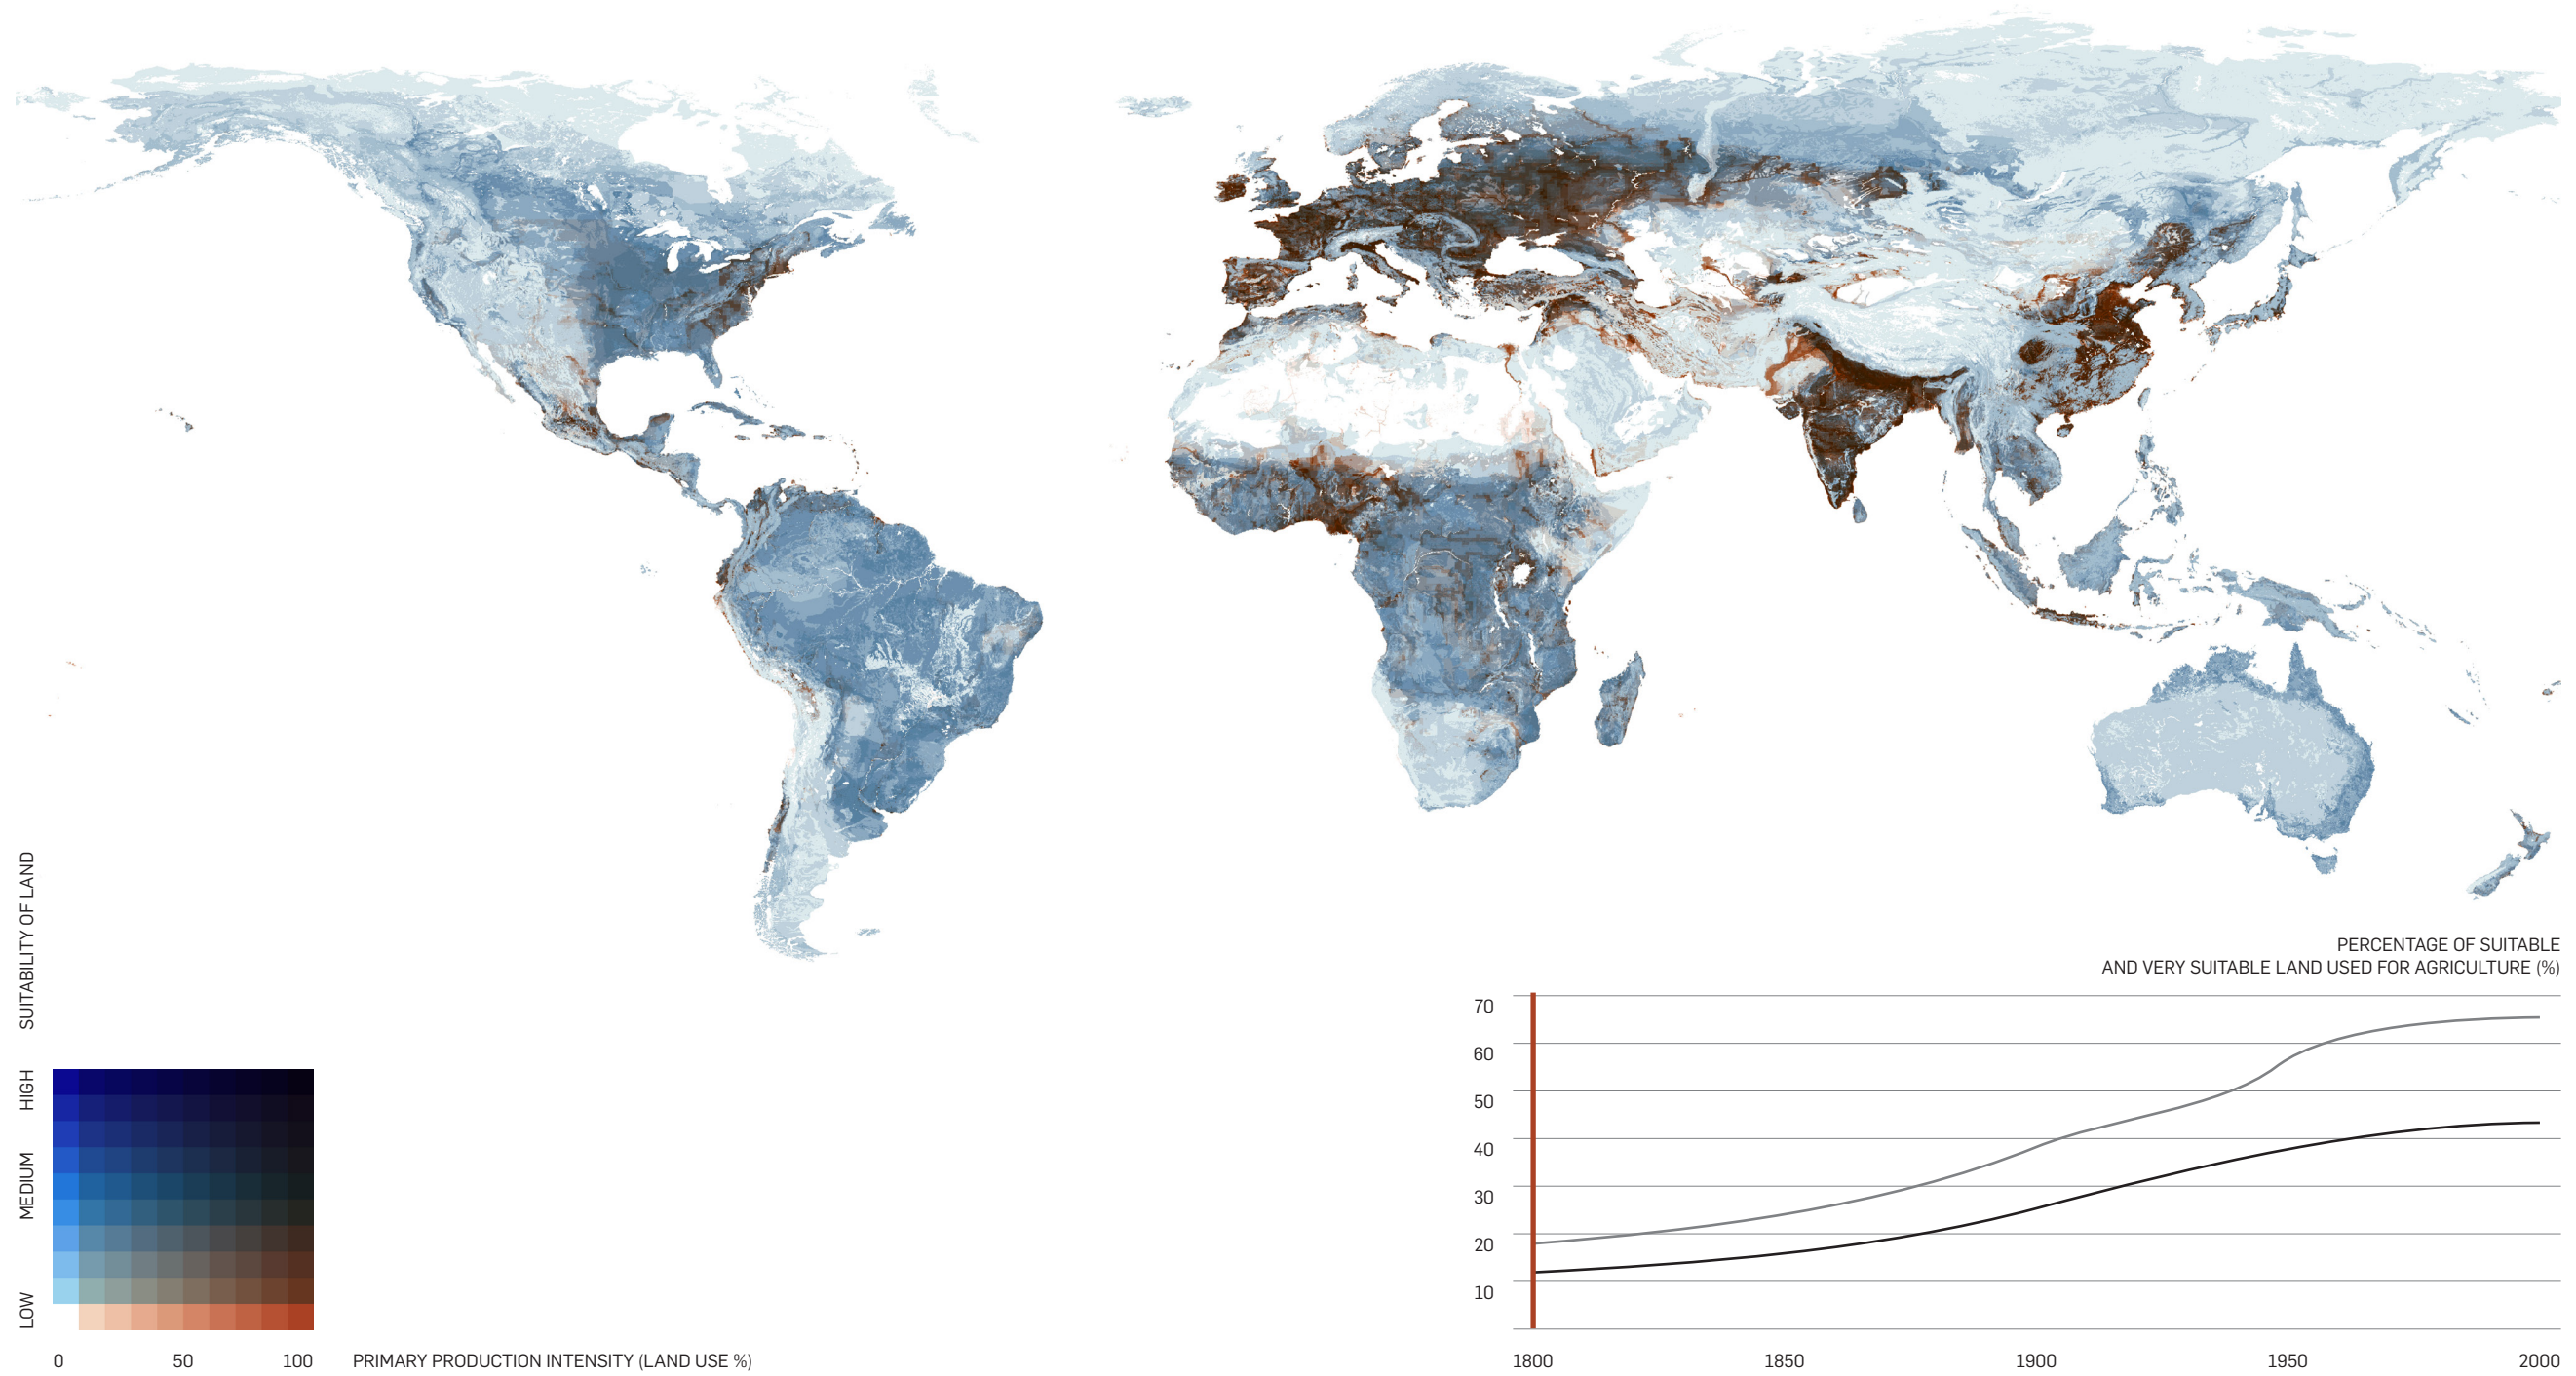 SUITABILITY OF LAND
HIGH
MEDIUM
LOW
0 50 100
PRIMARY PRODUCTION INTENSITY (LAND USE %)
PERCENTAGE OF SUITABLE
AND VERY SUITABLE LAND USED FOR AGRICULTURE (%)
70
60
50
40
30
20
10
1800 1850 1900 1950 2000